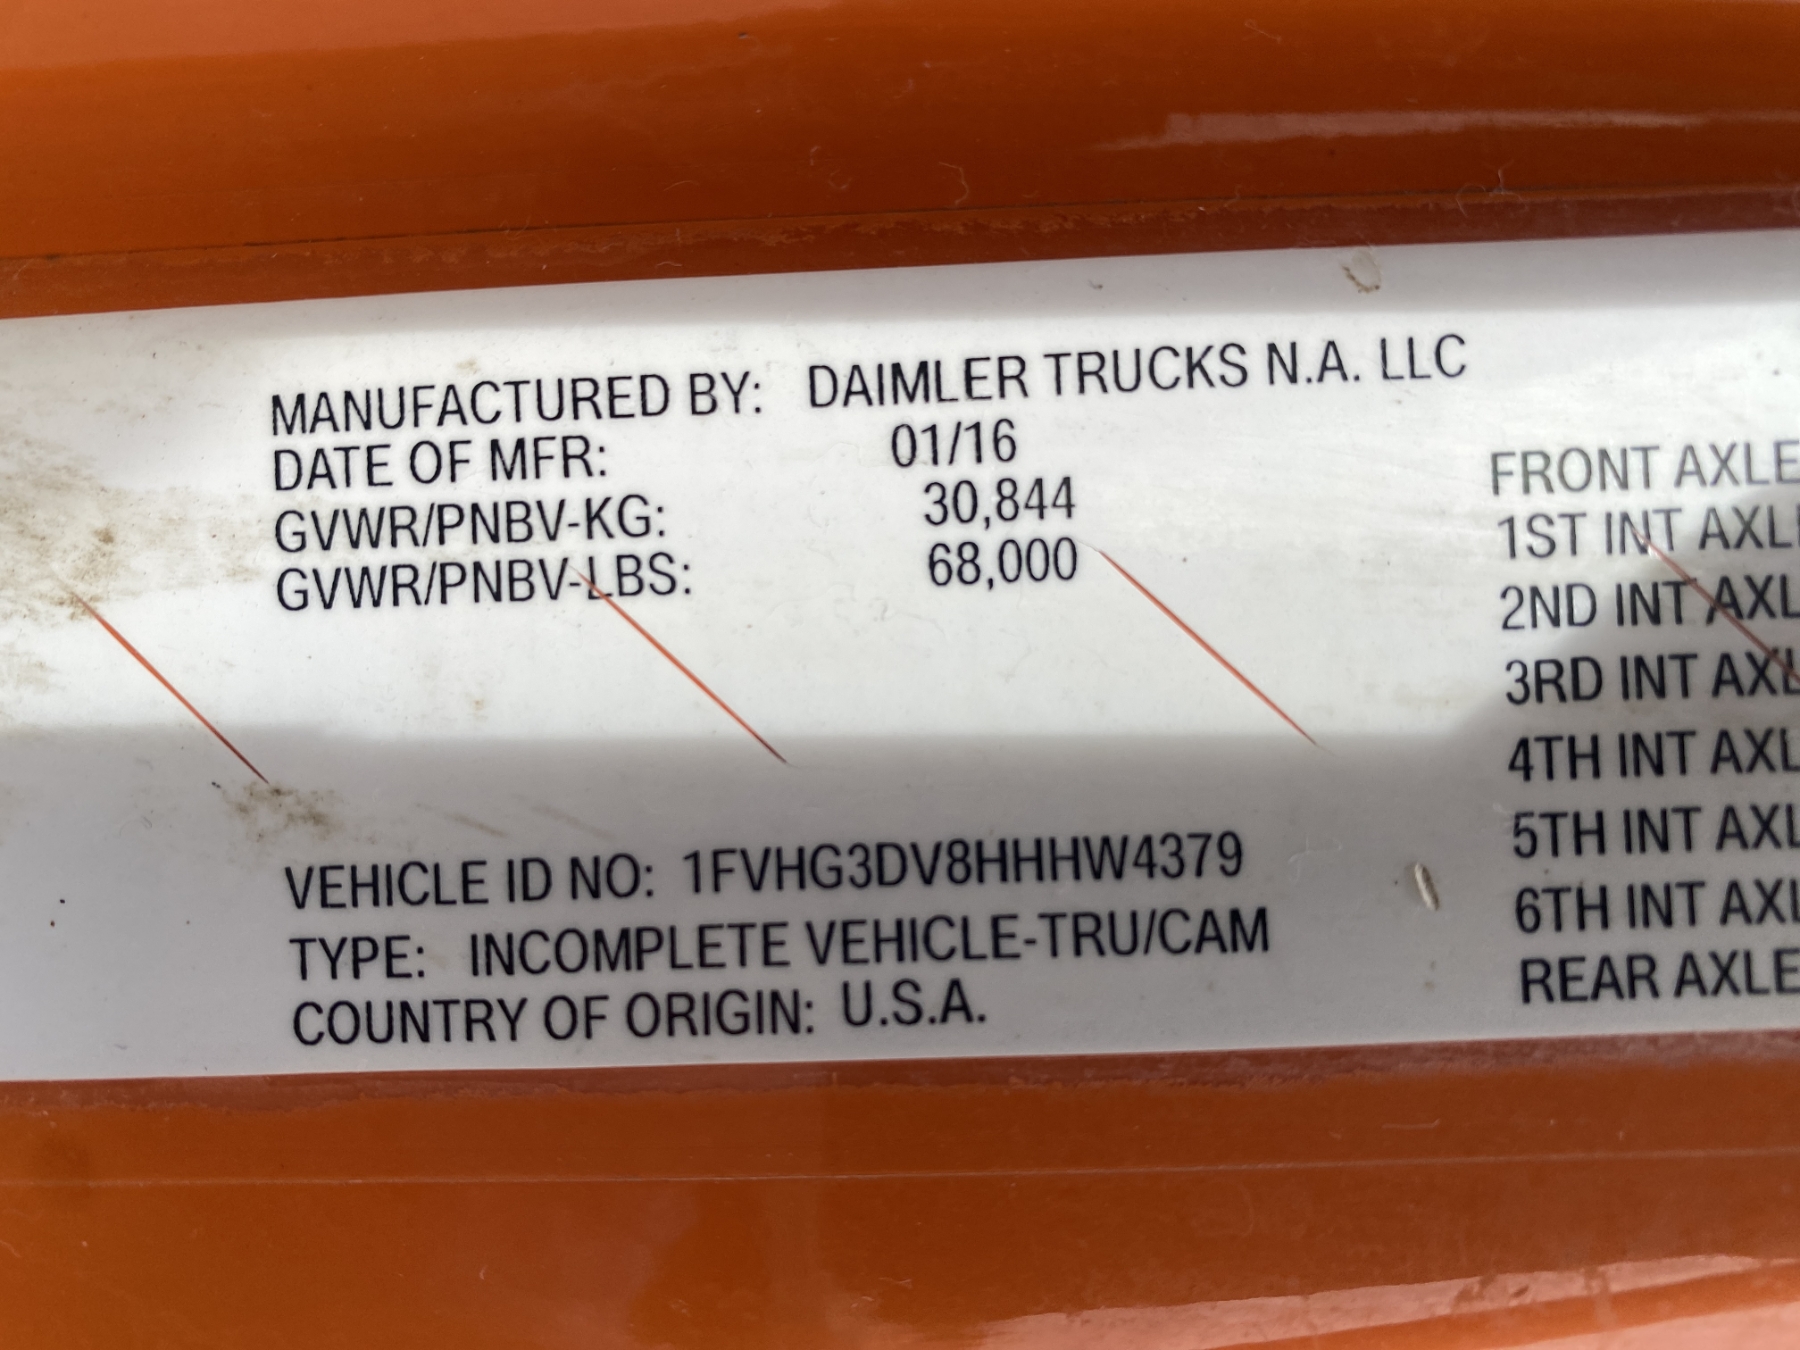 MANUFACTURED BY: DAIMLER TRUCKS N.A. LLC
DATE OF MFR: 01/16
GVWR/PNBV-KG: 30,844
GVWR/PNBV-LBS: 68,000
VEHICLE ID NO: 1FVHG3DV8HHHW4379
TYPE: INCOMPLETE VEHICLE-TRU/CAM
COUNTRY OF ORIGIN: U.S.A.
FRONT AXLE
1ST INT AXL
2ND INT AXL
3RD INT AXL
4TH INT AXL
5TH INT AXL
6TH INT AXL
REAR AXLE